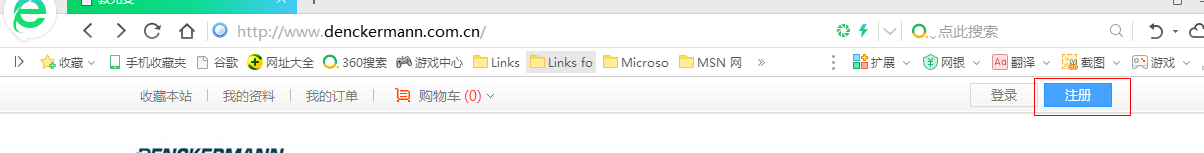 http://www.denckermann.com.cn/ 点此搜索
收藏 手机收藏夹 谷歌 网址大全 360搜索 游戏中心 Links Links fo Microso MSN 网 » 扩展 网银 Aa 翻译 截图 游戏
收藏本站 我的资料 我的订单 购物车 (0) 登录 注册
DENCKERMANN